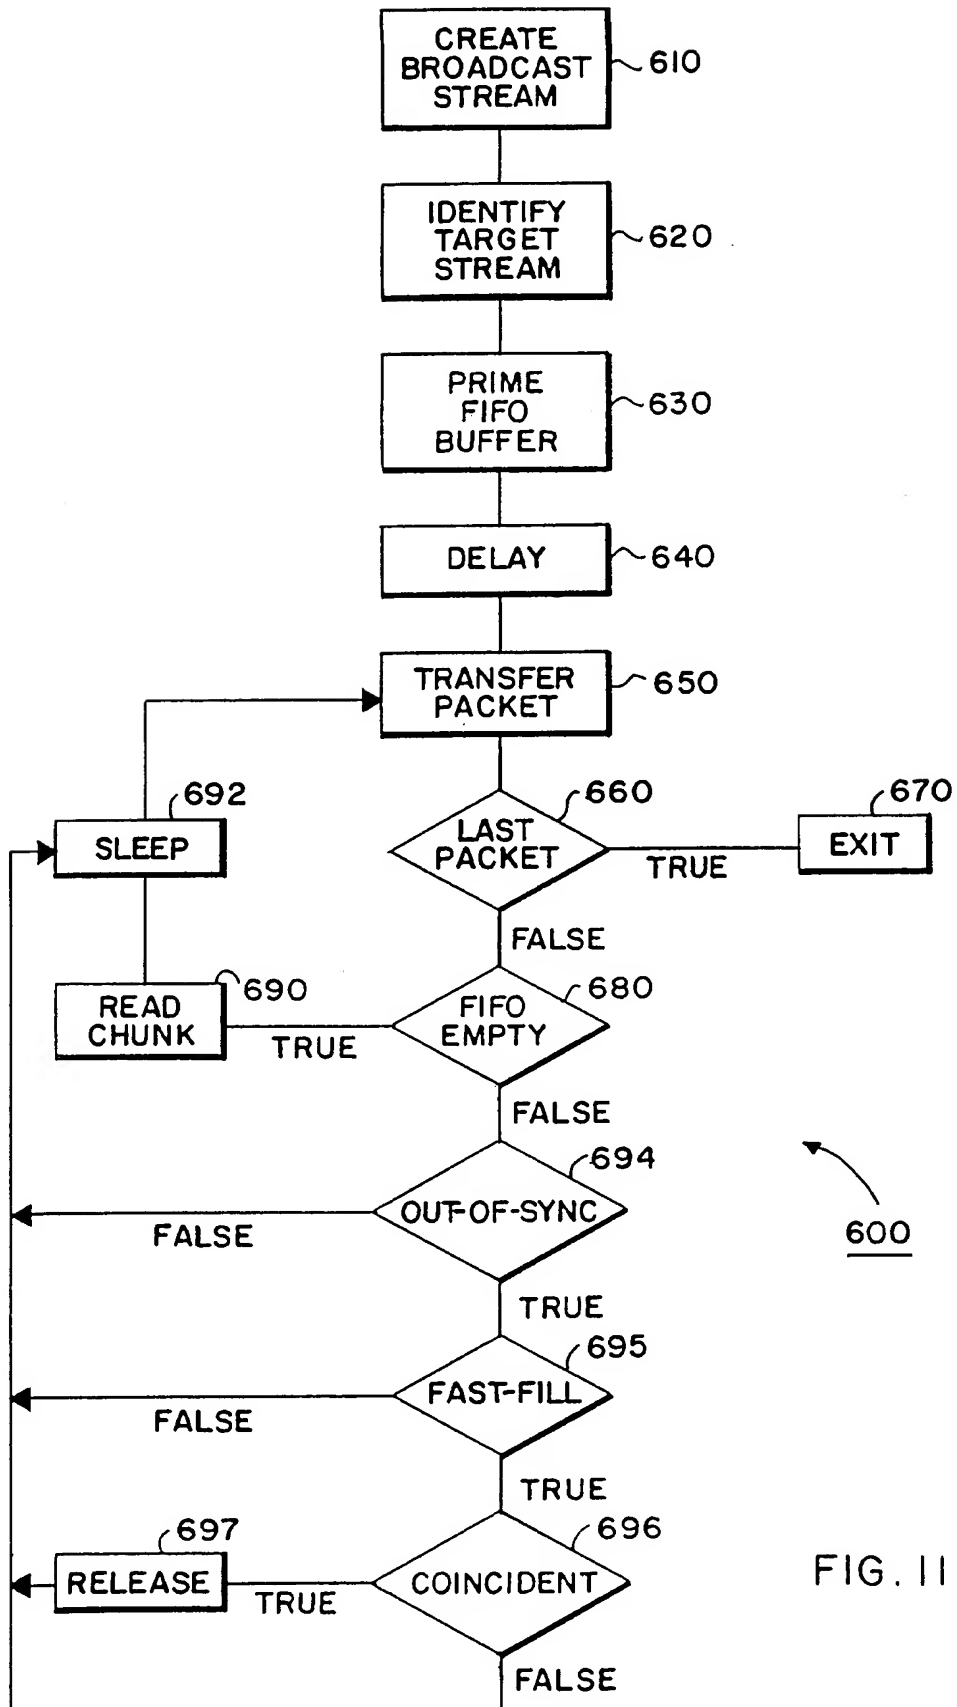 CREATE
BROADCAST
STREAM
610
IDENTIFY
TARGET
STREAM
620
PRIME
FIFO
BUFFER
630
DELAY
640
TRANSFER
PACKET
650
692
SLEEP
660
LAST
PACKET
TRUE
670
EXIT
FALSE
690
READ
CHUNK
TRUE
680
FIFO
EMPTY
FALSE
694
OUT-OF-SYNC
FALSE
600
TRUE
695
FAST-FILL
FALSE
TRUE
697
RELEASE
TRUE
696
COINCIDENT
FIG. 11
FALSE